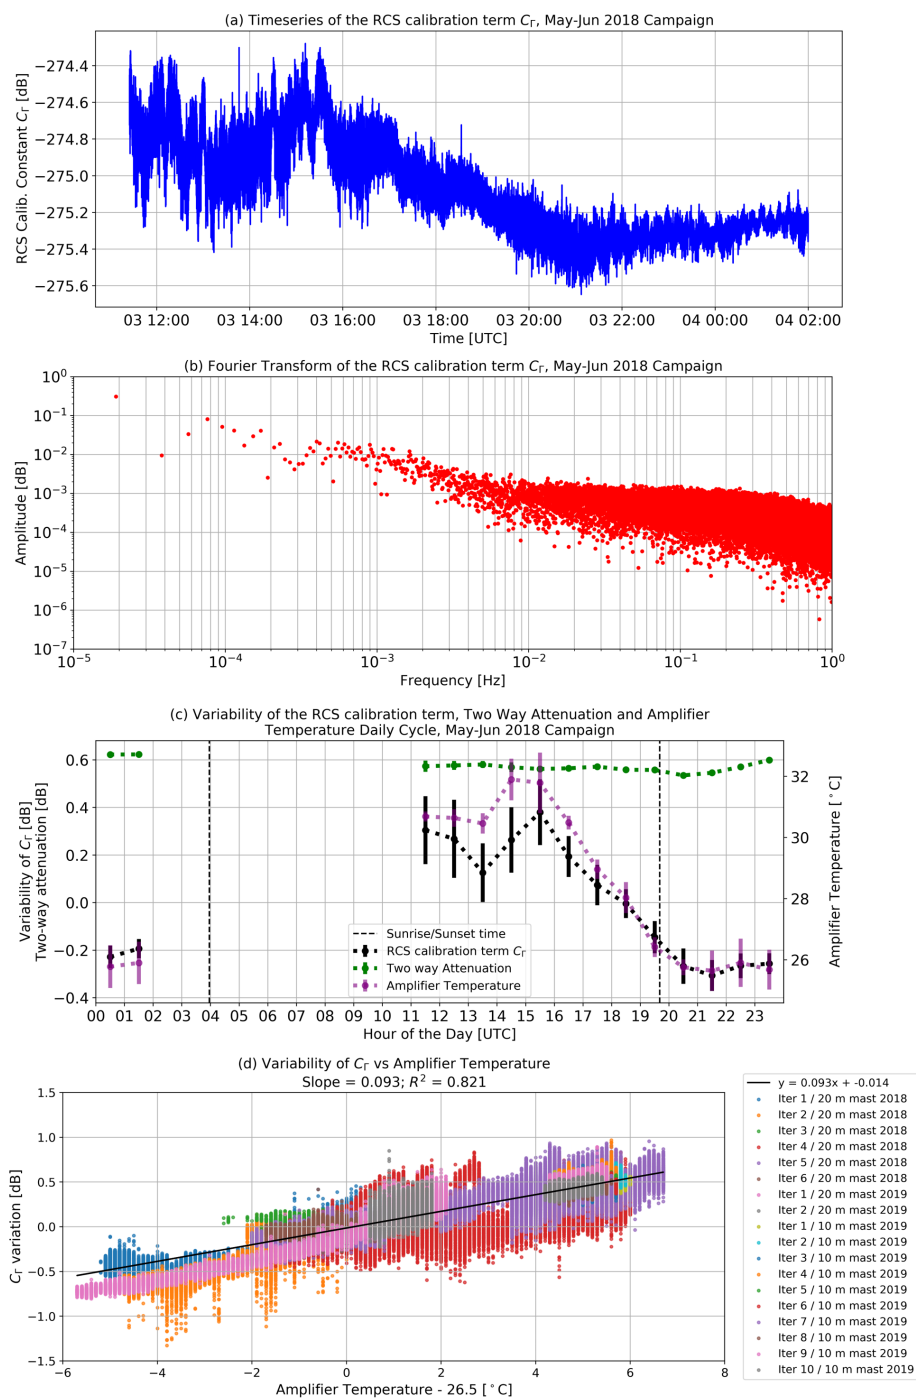 (a) Timeseries of the RCS calibration term C_Γ, May-Jun 2018 Campaign
RCS Calib. Constant C_Γ [dB]
−274.4
−274.6
−274.8
−275.0
−275.2
−275.4
−275.6
03 12:00 03 14:00 03 16:00 03 18:00 03 20:00 03 22:00 04 00:00 04 02:00
Time [UTC]
(b) Fourier Transform of the RCS calibration term C_Γ, May-Jun 2018 Campaign
Amplitude [dB]
10^0
10^−1
10^−2
10^−3
10^−4
10^−5
10^−6
10^−7
10^−5 10^−4 10^−3 10^−2 10^−1 10^0
Frequency [Hz]
(c) Variability of the RCS calibration term, Two Way Attenuation and Amplifier
Temperature Daily Cycle, May-Jun 2018 Campaign
Variability of C_Γ [dB]
Two-way attenuation [dB]
0.6
0.4
0.2
0.0
−0.2
−0.4
32
30
28
26
Amplifier Temperature [°C]
Sunrise/Sunset time
RCS calibration term C_Γ
Two way Attenuation
Amplifier Temperature
00 01 02 03 04 05 06 07 08 09 10 11 12 13 14 15 16 17 18 19 20 21 22 23
Hour of the Day [UTC]
(d) Variability of C_Γ vs Amplifier Temperature
Slope = 0.093; R^2 = 0.821
C_Γ variation [dB]
1.5
1.0
0.5
0.0
−0.5
−1.0
−1.5
−6 −4 −2 0 2 4 6 8
Amplifier Temperature - 26.5 [°C]
y = 0.093x + -0.014
Iter 1 / 20 m mast 2018
Iter 2 / 20 m mast 2018
Iter 3 / 20 m mast 2018
Iter 4 / 20 m mast 2018
Iter 5 / 20 m mast 2018
Iter 6 / 20 m mast 2018
Iter 1 / 20 m mast 2019
Iter 2 / 20 m mast 2019
Iter 1 / 10 m mast 2019
Iter 2 / 10 m mast 2019
Iter 3 / 10 m mast 2019
Iter 4 / 10 m mast 2019
Iter 5 / 10 m mast 2019
Iter 6 / 10 m mast 2019
Iter 7 / 10 m mast 2019
Iter 8 / 10 m mast 2019
Iter 9 / 10 m mast 2019
Iter 10 / 10 m mast 2019